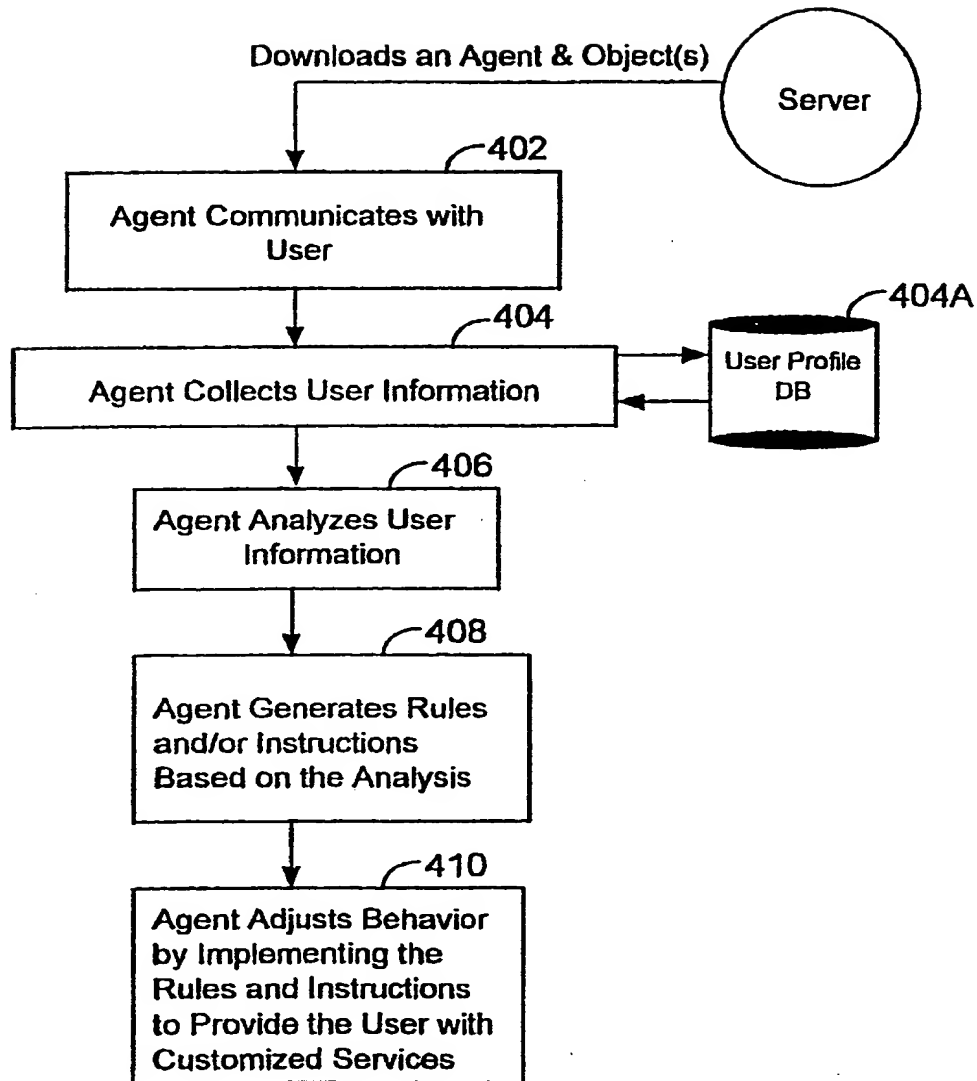 Downloads an Agent & Object(s)
Server
402
Agent Communicates with
User
404
404A
Agent Collects User Information
User Profile
DB
406
Agent Analyzes User
Information
408
Agent Generates Rules
and/or Instructions
Based on the Analysis
410
Agent Adjusts Behavior
by Implementing the
Rules and Instructions
to Provide the User with
Customized Services